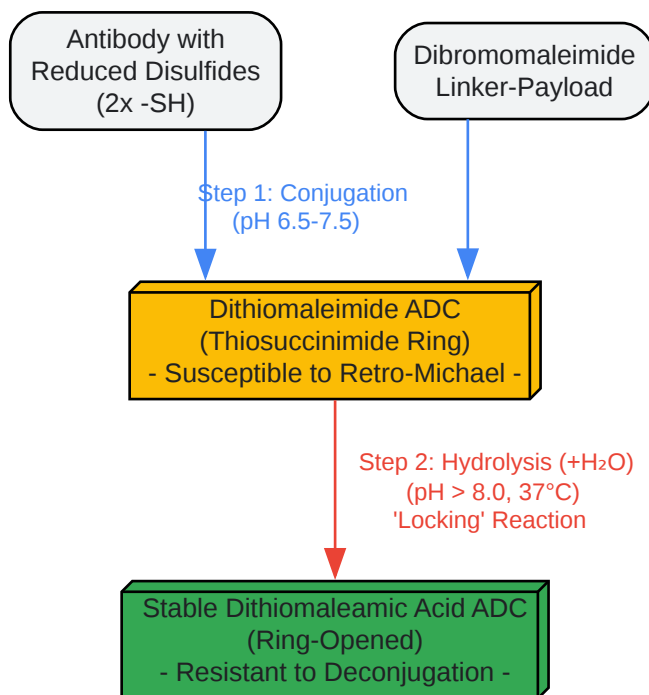 Antibody with
Reduced Disulfides
(2x -SH)
Dibromomaleimide
Linker-Payload
Step 1: Conjugation
(pH 6.5-7.5)
Dithiomaleimide ADC
(Thiosuccinimide Ring)
- Susceptible to Retro-Michael -
Step 2: Hydrolysis (+H₂O)
(pH > 8.0, 37°C)
'Locking' Reaction
Stable Dithiomaleamic Acid ADC
(Ring-Opened)
- Resistant to Deconjugation -